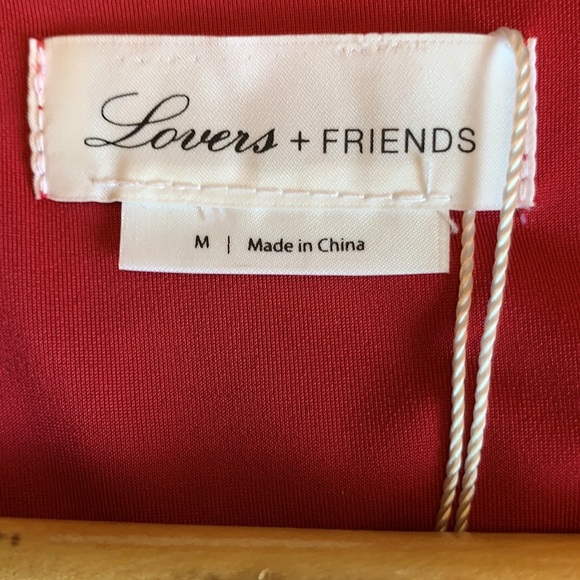 Lovers + FRIENDS
M | Made in China